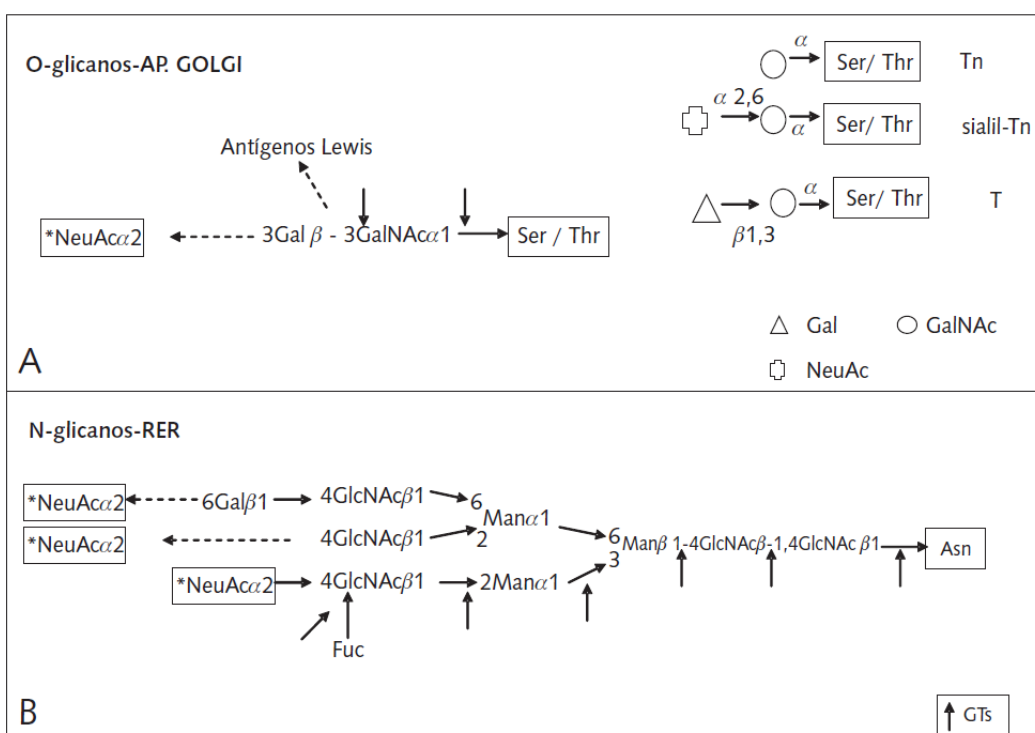 O-glicanos-AP. GOLGI
α
Ser/ Thr
Tn
α 2,6
α
Ser/ Thr
sialil-Tn
Antígenos Lewis
α
Ser/ Thr
T
β1,3
*NeuAcα2
3Gal β - 3GalNAcα1
Ser / Thr
Gal
GalNAc
NeuAc
A
N-glicanos-RER
*NeuAcα2
6Galβ1
4GlcNAcβ1
6
*NeuAcα2
4GlcNAcβ1
2
Manα1
6
3
Manβ 1-4GlcNAcβ-1,4GlcNAc β1
Asn
*NeuAcα2
4GlcNAcβ1
2Manα1
Fuc
B
GTs